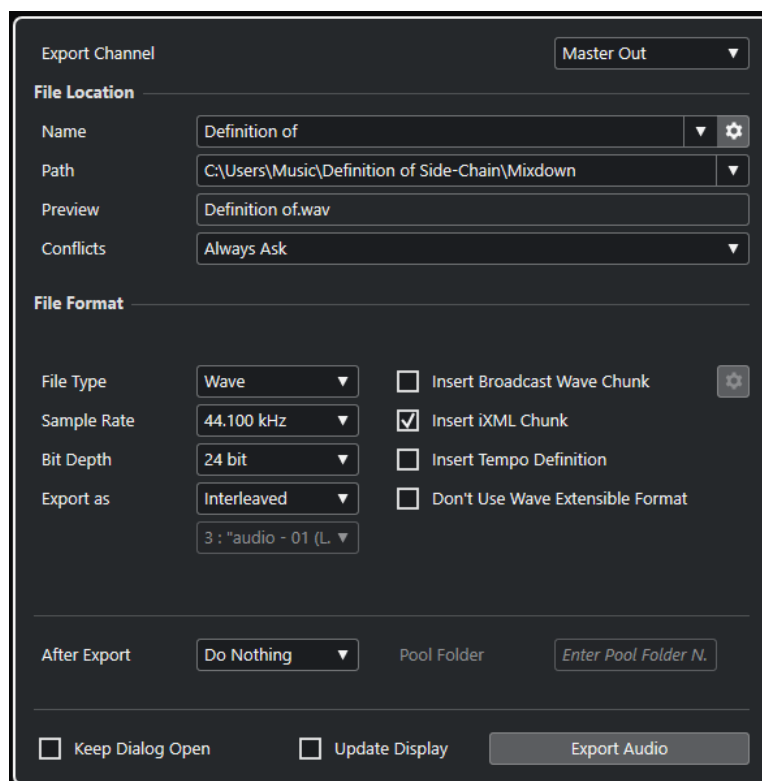 Export Channel Master Out
File Location
Name Definition of
Path C:\Users\Music\Definition of Side-Chain\Mixdown
Preview Definition of.wav
Conflicts Always Ask
File Format
File Type Wave Insert Broadcast Wave Chunk
Sample Rate 44.100 kHz Insert iXML Chunk
Bit Depth 24 bit Insert Tempo Definition
Export as Interleaved Don't Use Wave Extensible Format
3 : "audio - 01 (L.
After Export Do Nothing Pool Folder Enter Pool Folder N.
Keep Dialog Open Update Display Export Audio